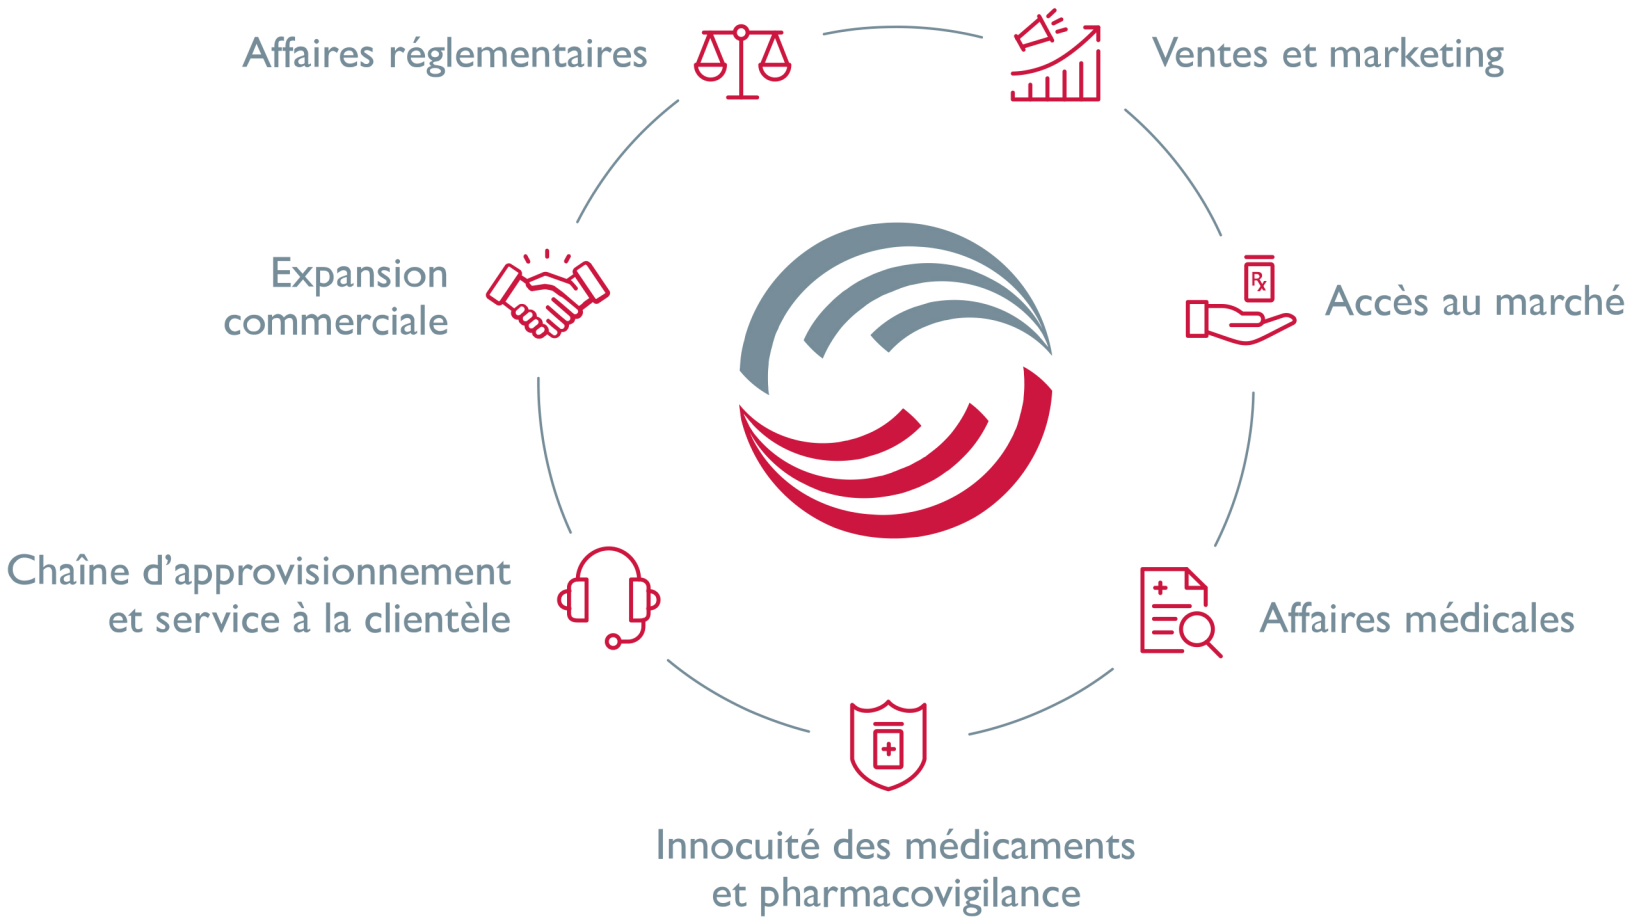 Affaires réglementaires
Ventes et marketing
Expansion
commerciale
Rx
Accès au marché
Chaîne d’approvisionnement
et service à la clientèle
Affaires médicales
Innocuité des médicaments
et pharmacovigilance